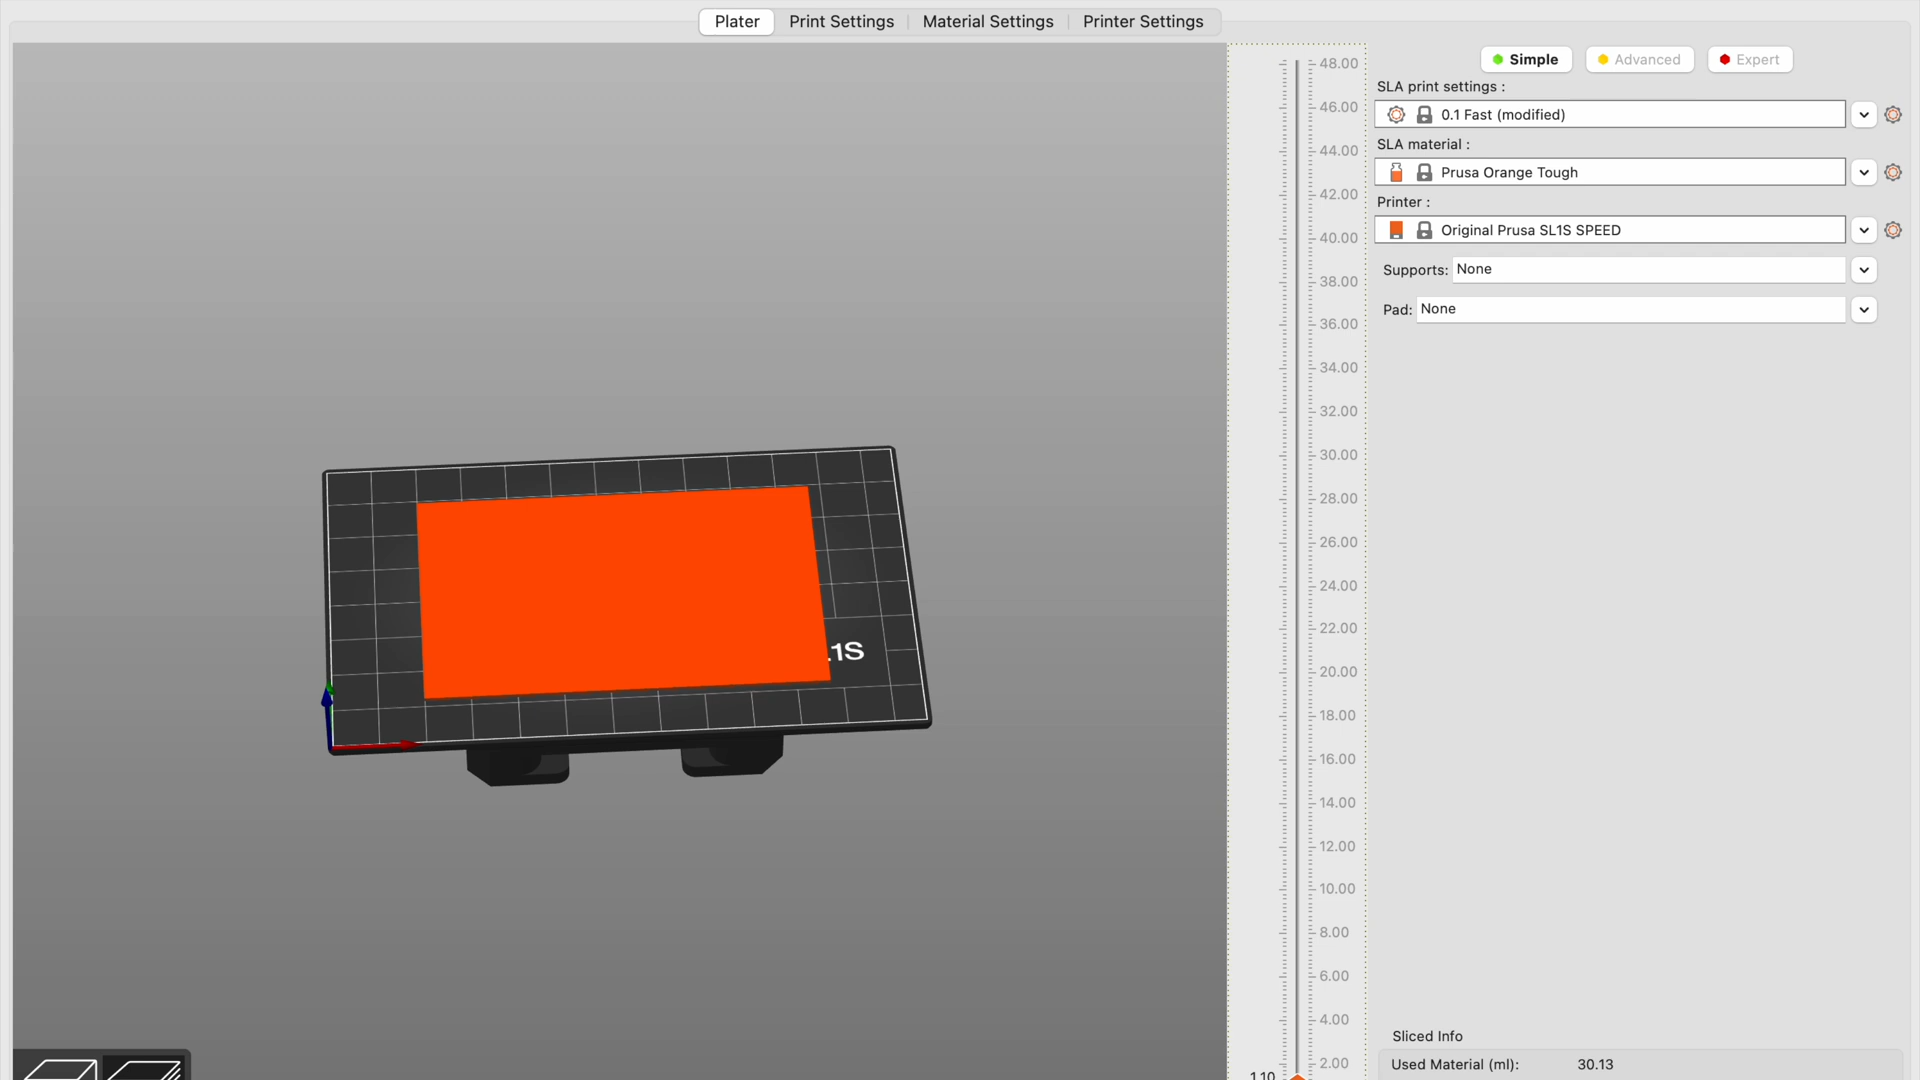 Plater Print Settings Material Settings Printer Settings
Simple Advanced Expert
SLA print settings :
0.1 Fast (modified)
SLA material :
Prusa Orange Tough
Printer :
Original Prusa SL1S SPEED
Supports: None
Pad: None
48.00
46.00
44.00
42.00
40.00
38.00
36.00
34.00
32.00
30.00
28.00
26.00
24.00
22.00
20.00
18.00
16.00
14.00
12.00
10.00
8.00
6.00
4.00
2.00
1.10
1S
Sliced Info
Used Material (ml): 30.13